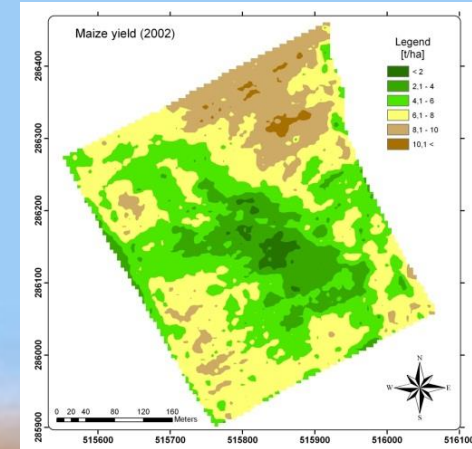 Maize yield (2002)
Legend
[t/ha]
< 2
2,1 - 4
4,1 - 6
6,1 - 8
8,1 - 10
10,1 <
286400
286300
286200
286100
286000
285900
N
W E
S
0 20 40 80 120 160
Meters
515600 515700 515800 515900 516000 516100